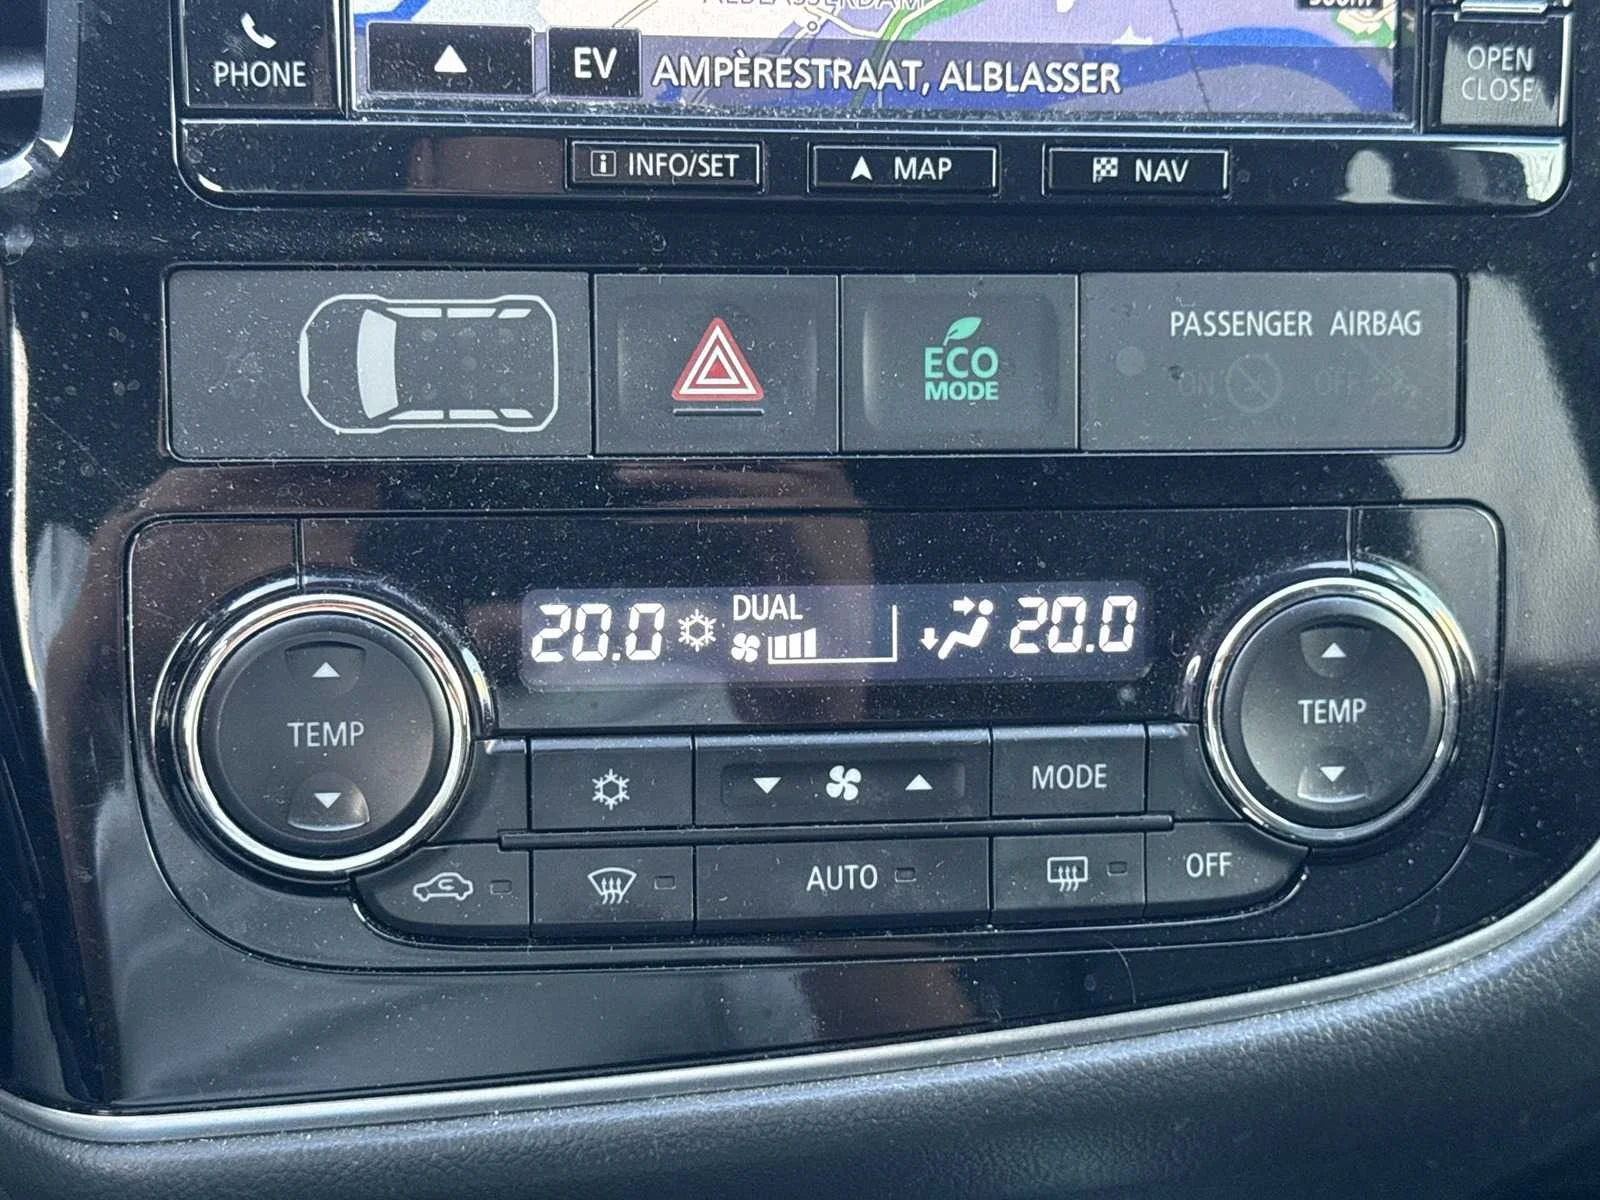 PHONE
EV
AMPÈRESTRAAT, ALBLASSER
OPEN
CLOSE
INFO/SET
MAP
NAV
ECO
MODE
PASSENGER AIRBAG
20.0
DUAL
20.0
TEMP
TEMP
MODE
AUTO
OFF